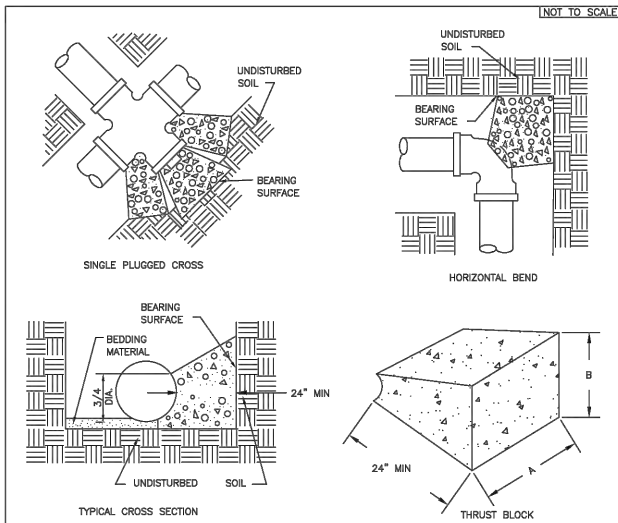 NOT TO SCALE
UNDISTURBED
SOIL
BEARING
SURFACE
SINGLE PLUGGED CROSS
UNDISTURBED
SOIL
BEARING
SURFACE
HORIZONTAL BEND
BEARING
SURFACE
BEDDING
MATERIAL
3/4
DIA.
24" MIN
UNDISTURBED
SOIL
TYPICAL CROSS SECTION
B
A
24" MIN
THRUST BLOCK